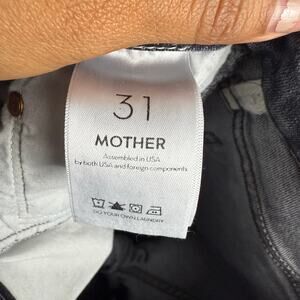 31
MOTHER
Assembled in USA
by both USA and foreign components
DO YOUR OWN LAUNDRY